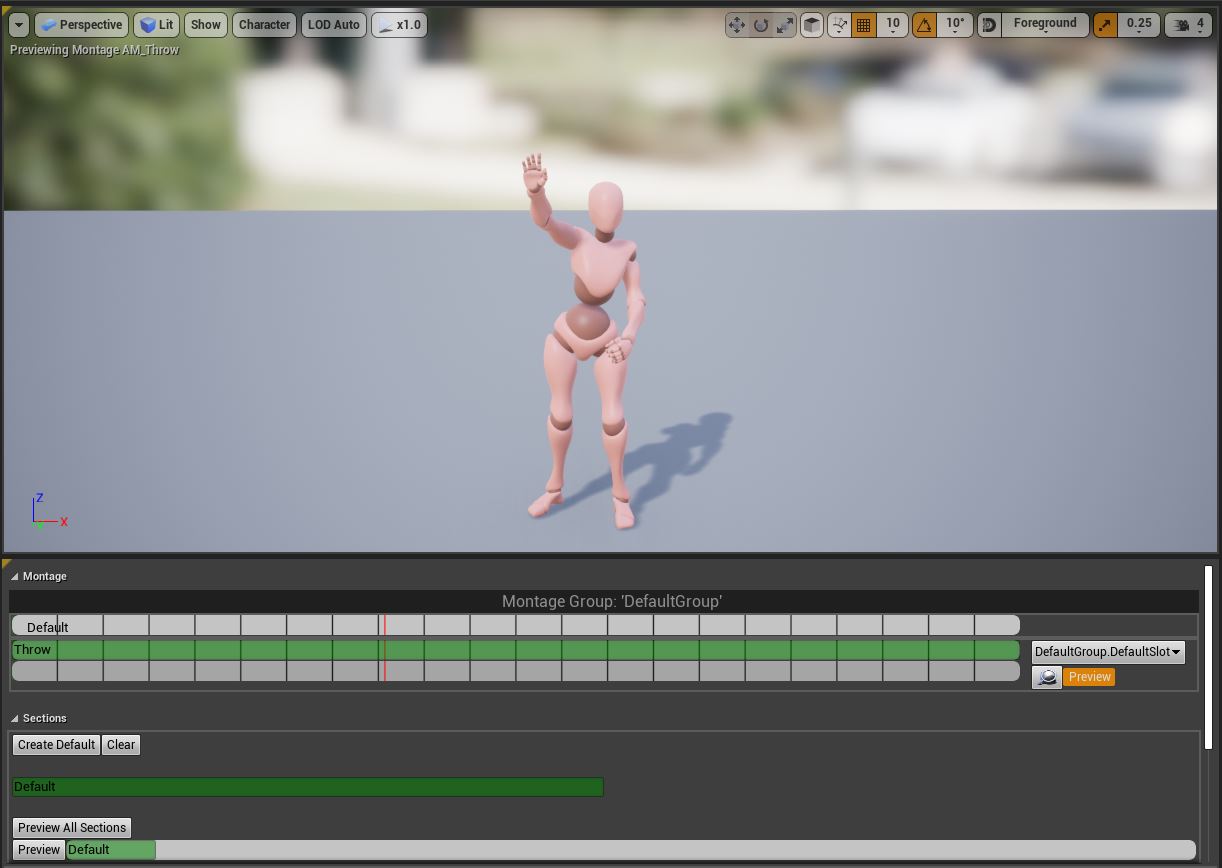 Perspective Lit Show Character LOD Auto x1.0 10 10° Foreground 0.25 4
Previewing Montage AM_Throw
Z
X
Montage
Montage Group: 'DefaultGroup'
Default
Throw
DefaultGroup.DefaultSlot
Preview
Sections
Create Default Clear
Default
Preview All Sections
Preview Default